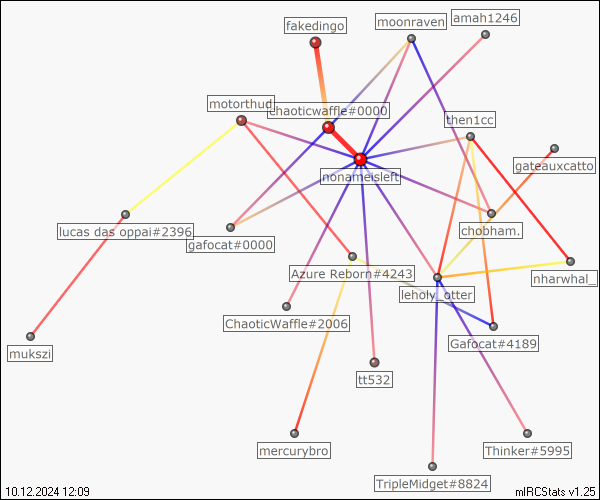 moonraven
amah1246
fakedingo
motorthud
chaoticwaffle#0000
then1cc
gateauxcatto
nonameisleft
lucas das oppai#2396
gafocat#0000
chobham.
Azure Reborn#4243
nharwhal_
leholy_otter
ChaoticWaffle#2006
Gafocat#4189
mukszi
tt532
mercurybro
Thinker#5995
TripleMidget#8824
10.12.2024 12:09
mIRCStats v1.25